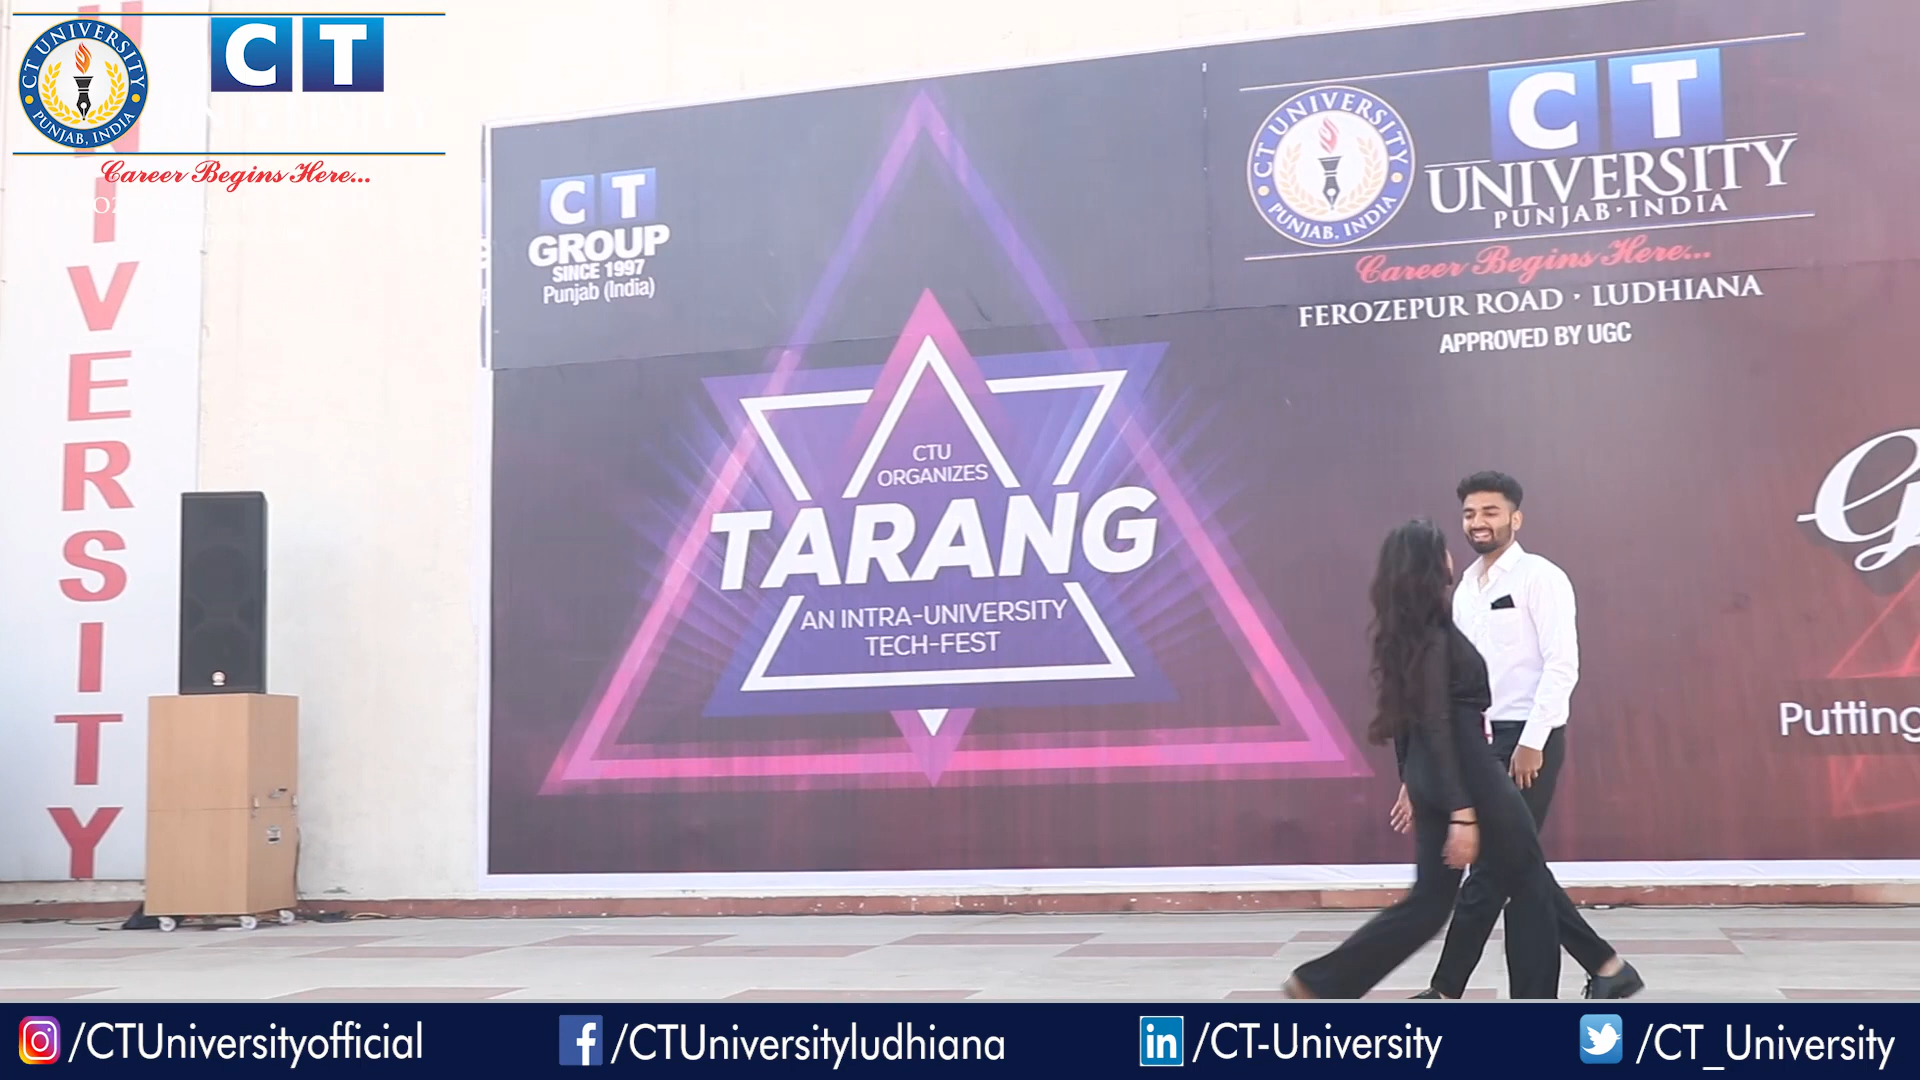 CT UNIVERSITY
PUNJAB, INDIA
CT
Career Begins Here...
UNIVERSITY
CT
GROUP
SINCE 1997
Punjab (India)
CTU
ORGANIZES
TARANG
AN INTRA-UNIVERSITY
TECH-FEST
CT UNIVERSITY
PUNJAB, INDIA
CT
UNIVERSITY
PUNJAB·INDIA
Career Begins Here...
FEROZEPUR ROAD · LUDHIANA
APPROVED BY UGC
Putting
/CTUniversityofficial
/CTUniversityludhiana
/CT-University
/CT_University